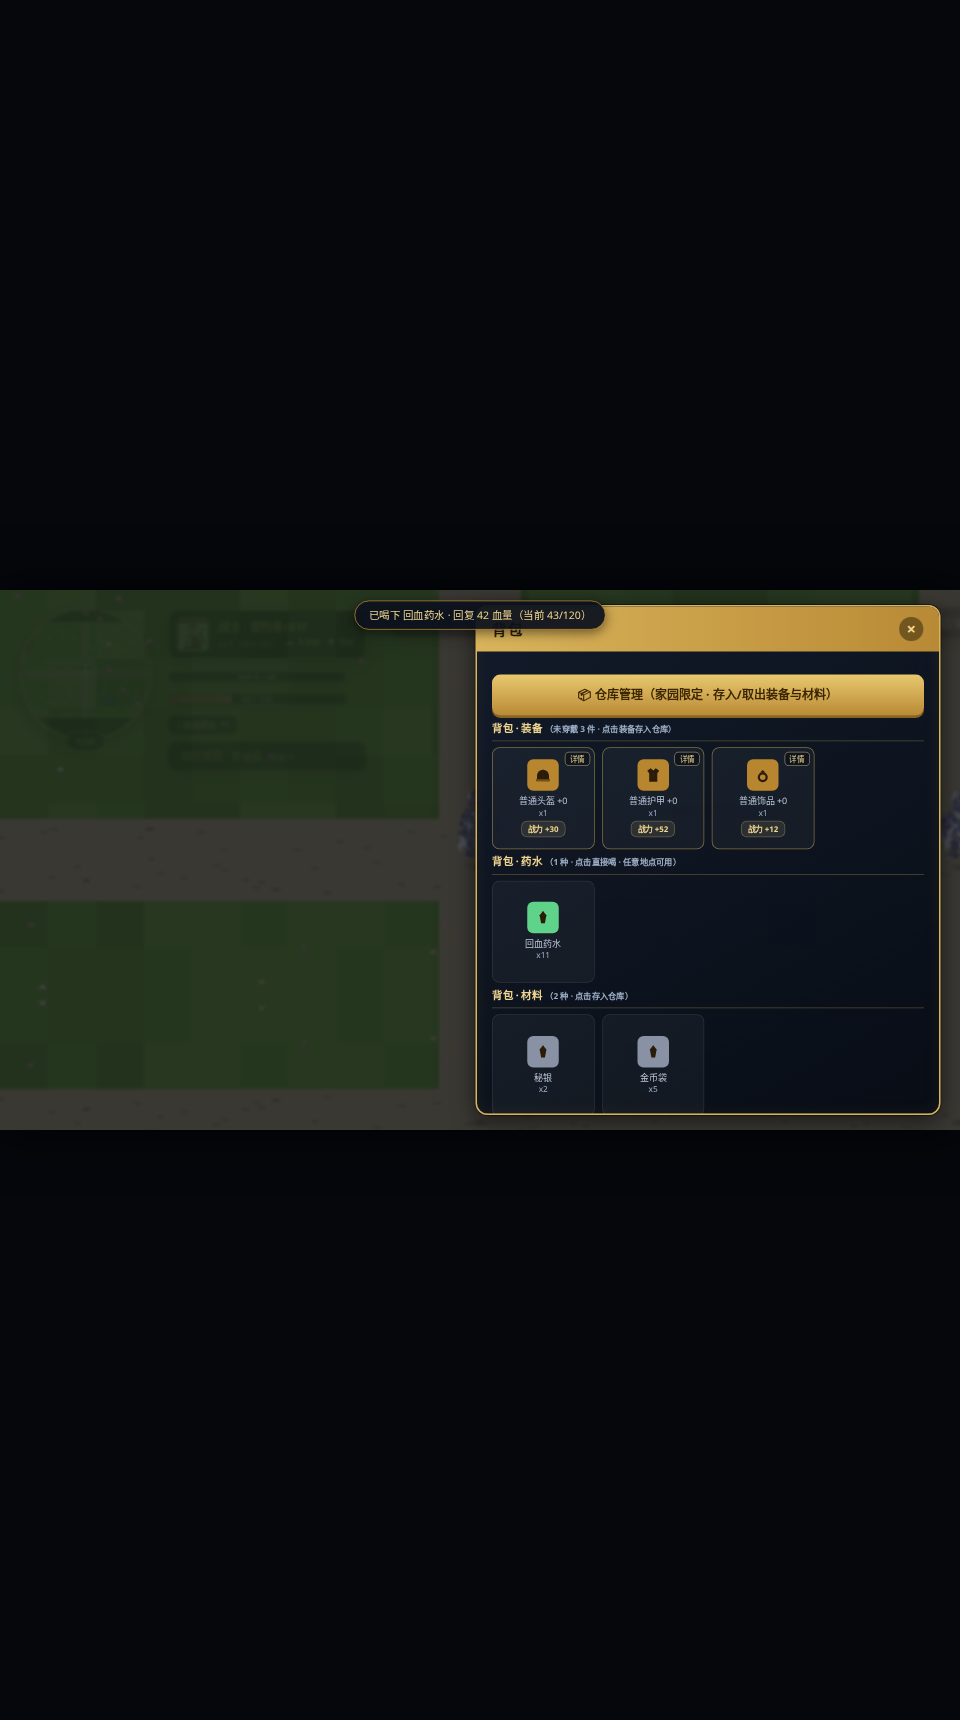 已喝下 回血药水 · 回复 42 血量（当前 43/120）
背包
×
📦 仓库管理（家园限定 · 存入/取出装备与材料）
背包 · 装备 （未穿戴 3 件 · 点击装备存入仓库）
详情 详情 详情
普通头盔 +0 普通护甲 +0 普通饰品 +0
x1 x1 x1
战力 +30 战力 +52 战力 +12
背包 · 药水 （1 种 · 点击直接喝 · 任意地点可用）
回血药水
x11
背包 · 材料 （2 种 · 点击存入仓库）
秘银 金币袋
x2 x5